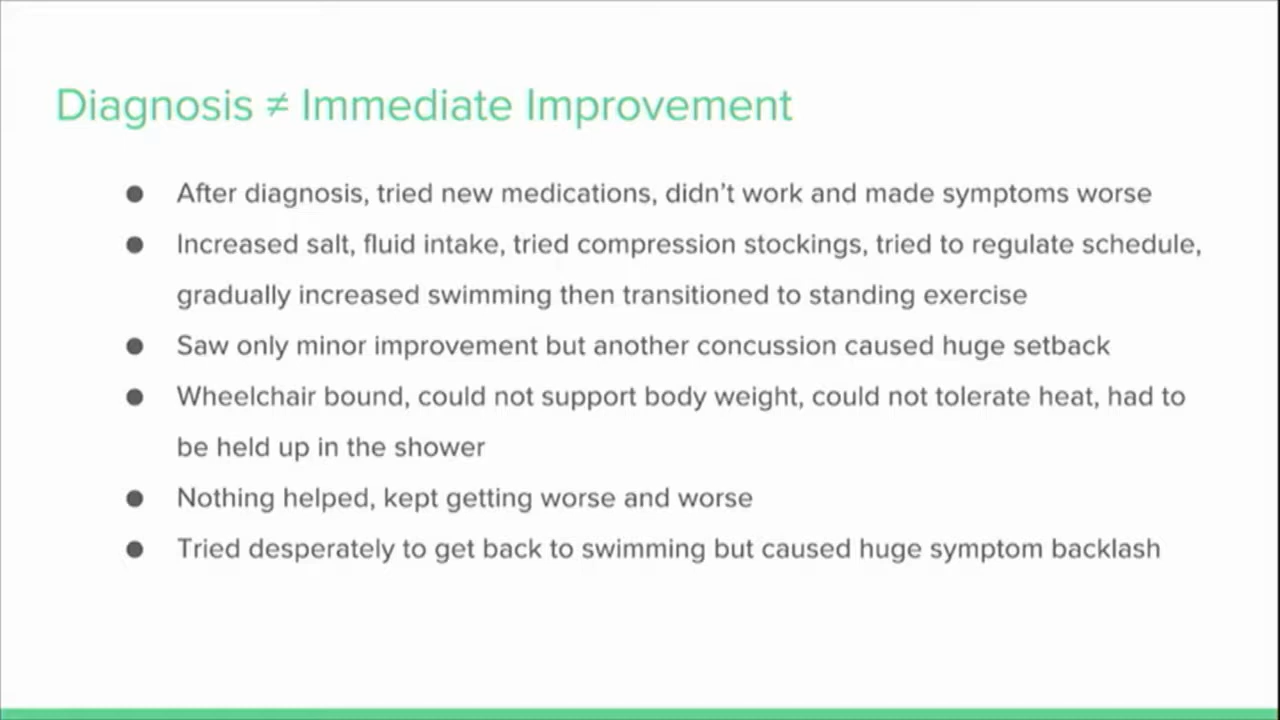 Diagnosis ≠ Immediate Improvement
● After diagnosis, tried new medications, didn’t work and made symptoms worse
● Increased salt, fluid intake, tried compression stockings, tried to regulate schedule,
gradually increased swimming then transitioned to standing exercise
● Saw only minor improvement but another concussion caused huge setback
● Wheelchair bound, could not support body weight, could not tolerate heat, had to
be held up in the shower
● Nothing helped, kept getting worse and worse
● Tried desperately to get back to swimming but caused huge symptom backlash